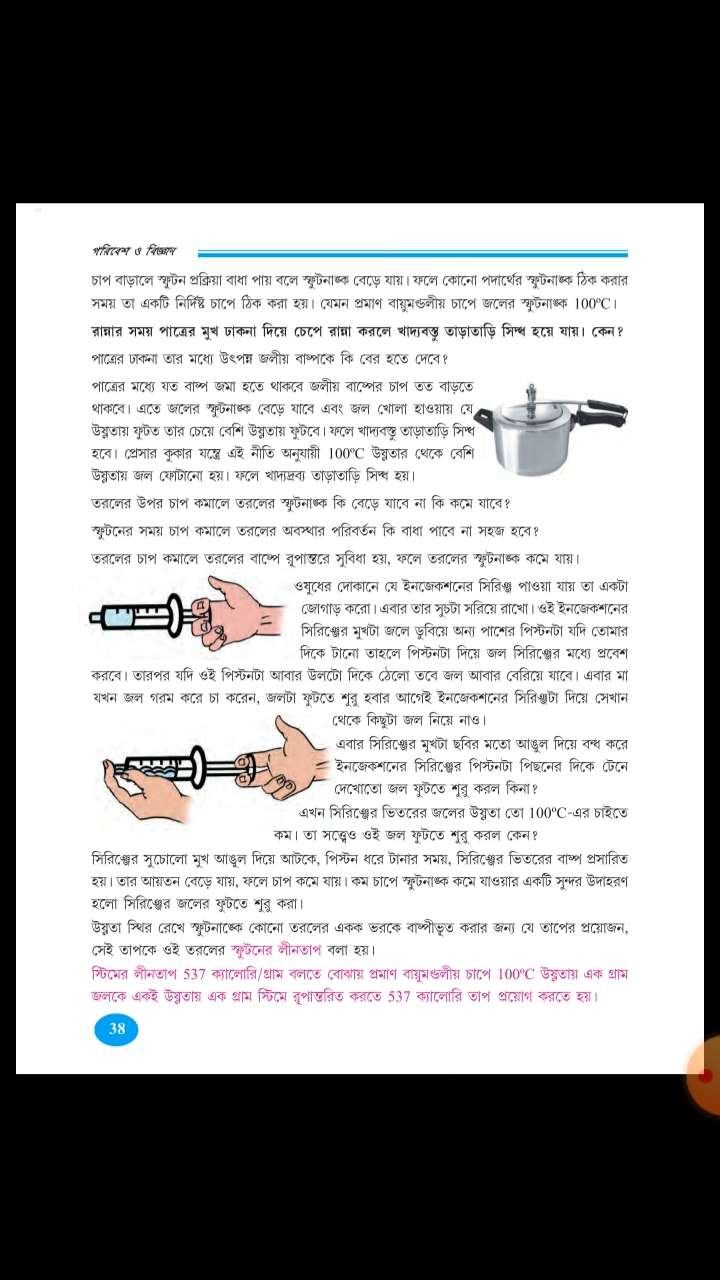 পরিবেশ ও বিজ্ঞান
চাপ বাড়ালে স্ফুটন প্রক্রিয়া বাধা পায় বলে স্ফুটনাঙ্ক বেড়ে যায়। ফলে কোনো পদার্থের স্ফুটনাঙ্ক ঠিক করার
সময় তা একটি নির্দিষ্ট চাপে ঠিক করা হয়। যেমন প্রমাণ বায়ুমণ্ডলীয় চাপে জলের স্ফুটনাঙ্ক 100ºC।
রান্নার সময় পাত্রের মুখ ঢাকনা দিয়ে চেপে রান্না করলে খাদ্যবস্তু তাড়াতাড়ি সিদ্ধ হয়ে যায়। কেন?
পাত্রের ঢাকনা তার মধ্যে উৎপন্ন জলীয় বাষ্পকে কি বের হতে দেবে?
পাত্রের মধ্যে যত বাষ্প জমা হতে থাকবে জলীয় বাষ্পের চাপ তত বাড়তে
থাকবে। এতে জলের স্ফুটনাঙ্ক বেড়ে যাবে এবং জল খোলা হাওয়ায় যে
উষ্ণতায় ফুটত তার চেয়ে বেশি উষ্ণতায় ফুটবে। ফলে খাদ্যবস্তু তাড়াতাড়ি সিদ্ধ
হবে। প্রেসার কুকার যন্ত্রে এই নীতি অনুযায়ী 100ºC উষ্ণতার থেকে বেশি
উষ্ণতায় জল ফোটানো হয়। ফলে খাদ্যদ্রব্য তাড়াতাড়ি সিদ্ধ হয়।
তরলের উপর চাপ কমালে তরলের স্ফুটনাঙ্ক কি বেড়ে যাবে না কি কমে যাবে?
স্ফুটনের সময় চাপ কমালে তরলের অবস্থার পরিবর্তন কি বাধা পাবে না সহজ হবে?
তরলের চাপ কমালে তরলের বাষ্পে রূপান্তরে সুবিধা হয়, ফলে তরলের স্ফুটনাঙ্ক কমে যায়।
ওষুধের দোকানে যে ইনজেকশনের সিরিঞ্জ পাওয়া যায় তা একটা
জোগাড় করো। এবার তার সুচটা সরিয়ে রাখো। ওই ইনজেকশনের
সিরিঞ্জের মুখটা জলে ডুবিয়ে অন্য পাশের পিস্টনটা যদি তোমার
দিকে টানো তাহলে পিস্টনটা দিয়ে জল সিরিঞ্জের মধ্যে প্রবেশ
করবে। তারপর যদি ওই পিস্টনটা আবার উলটো দিকে ঠেলো তবে জল আবার বেরিয়ে যাবে। এবার মা
যখন জল গরম করে চা করেন, জলটা ফুটতে শুরু হবার আগেই ইনজেকশনের সিরিঞ্জটা দিয়ে সেখান
থেকে কিছুটা জল নিয়ে নাও।
এবার সিরিঞ্জের মুখটা ছবির মতো আঙুল দিয়ে বন্ধ করে
ইনজেকশনের সিরিঞ্জের পিস্টনটা পিছনের দিকে টেনে
দেখোতো জল ফুটতে শুরু করল কিনা?
এখন সিরিঞ্জের ভিতরের জলের উষ্ণতা তো 100ºC-এর চাইতে
কম। তা সত্ত্বেও ওই জল ফুটতে শুরু করল কেন?
সিরিঞ্জের সুচোলো মুখ আঙুল দিয়ে আটকে, পিস্টন ধরে টানার সময়, সিরিঞ্জের ভিতরের বাষ্প প্রসারিত
হয়। তার আয়তন বেড়ে যায়, ফলে চাপ কমে যায়। কম চাপে স্ফুটনাঙ্ক কমে যাওয়ার একটি সুন্দর উদাহরণ
হলো সিরিঞ্জের জলের ফুটতে শুরু করা।
উষ্ণতা স্থির রেখে স্ফুটনাঙ্কে কোনো তরলের একক ভরকে বাষ্পীভূত করার জন্য যে তাপের প্রয়োজন,
সেই তাপকে ওই তরলের স্ফুটনের লীনতাপ বলা হয়।
স্টিমের লীনতাপ 537 ক্যালোরি/গ্রাম বলতে বোঝায় প্রমাণ বায়ুমণ্ডলীয় চাপে 100ºC উষ্ণতায় এক গ্রাম
জলকে একই উষ্ণতায় এক গ্রাম স্টিমে রূপান্তরিত করতে 537 ক্যালোরি তাপ প্রয়োগ করতে হয়।
38